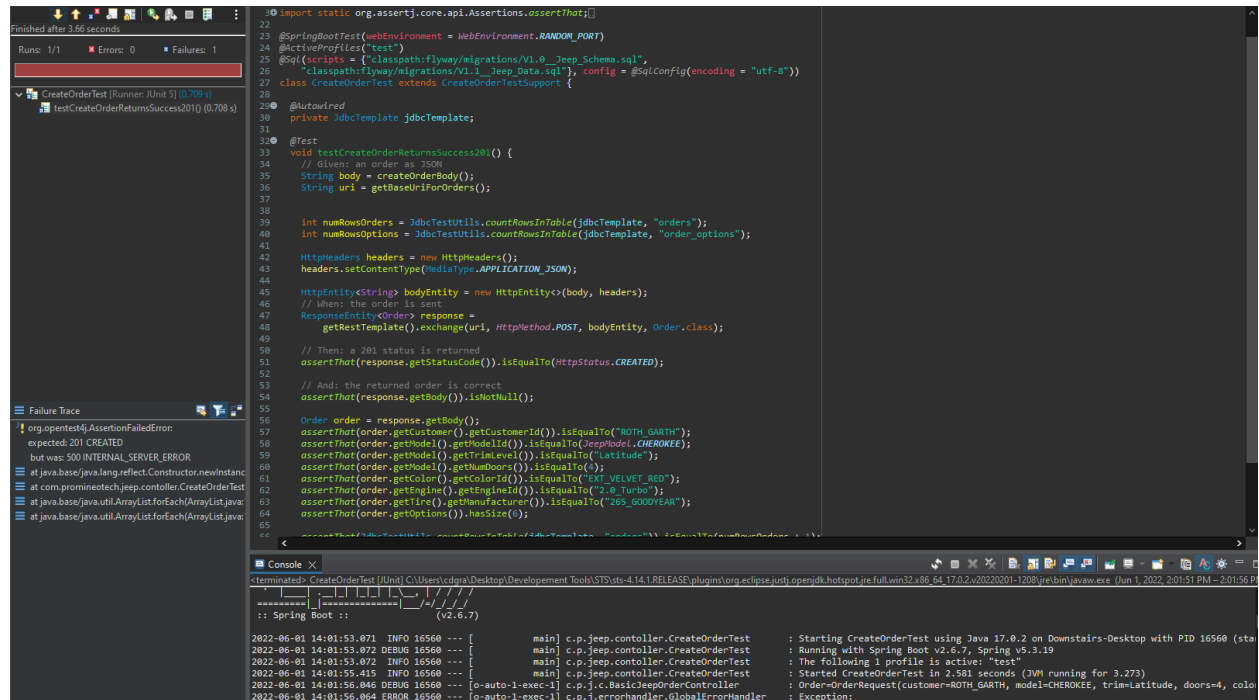 Finished after 3.66 seconds
Runs: 1/1 Errors: 0 Failures: 1
CreateOrderTest [Runner: JUnit 5] (0.709 s)
testCreateOrderReturnsSuccess201() (0.708 s)
Failure Trace
org.opentest4j.AssertionFailedError:
expected: 201 CREATED
but was: 500 INTERNAL_SERVER_ERROR
at java.base/java.lang.reflect.Constructor.newInstanc
at com.promineotech.jeep.contoller.CreateOrderTest
at java.base/java.util.ArrayList.forEach(ArrayList.java:
at java.base/java.util.ArrayList.forEach(ArrayList.java:
3 import static org.assertj.core.api.Assertions.assertThat;
22
23 @SpringBootTest(webEnvironment = WebEnvironment.RANDOM_PORT)
24 @ActiveProfiles("test")
25 @Sql(scripts = {"classpath:flyway/migrations/V1.0__Jeep_Schema.sql",
26 "classpath:flyway/migrations/V1.1__Jeep_Data.sql"}, config = @SqlConfig(encoding = "utf-8"))
27 class CreateOrderTest extends CreateOrderTestSupport {
28
29 @Autowired
30 private JdbcTemplate jdbcTemplate;
31
32 @Test
33 void testCreateOrderReturnsSuccess201() {
34 // Given: an order as JSON
35 String body = createOrderBody();
36 String uri = getBaseUriForOrders();
37
38
39 int numRowsOrders = JdbcTestUtils.countRowsInTable(jdbcTemplate, "orders");
40 int numRowsOptions = JdbcTestUtils.countRowsInTable(jdbcTemplate, "order_options");
41
42 HttpHeaders headers = new HttpHeaders();
43 headers.setContentType(MediaType.APPLICATION_JSON);
44
45 HttpEntity<String> bodyEntity = new HttpEntity<>(body, headers);
46 // When: the order is sent
47 ResponseEntity<Order> response =
48 getRestTemplate().exchange(uri, HttpMethod.POST, bodyEntity, Order.class);
49
50 // Then: a 201 status is returned
51 assertThat(response.getStatusCode()).isEqualTo(HttpStatus.CREATED);
52
53 // And: the returned order is correct
54 assertThat(response.getBody()).isNotNull();
55
56 Order order = response.getBody();
57 assertThat(order.getCustomer().getCustomerId()).isEqualTo("ROTH_GARTH");
58 assertThat(order.getModel().getModelId()).isEqualTo(JeepModel.CHEROKEE);
59 assertThat(order.getModel().getTrimLevel()).isEqualTo("Latitude");
60 assertThat(order.getModel().getNumDoors()).isEqualTo(4);
61 assertThat(order.getColor().getColorId()).isEqualTo("EXT_VELVET_RED");
62 assertThat(order.getEngine().getEngineId()).isEqualTo("2.0_Turbo");
63 assertThat(order.getTire().getManufacturer()).isEqualTo("265_GOODYEAR");
64 assertThat(order.getOptions()).hasSize(6);
65
66 assertThat(JdbcTestUtils.countRowsInTable(jdbcTemplate, "orders")).isEqualTo(numRowsOrders + 1);
Console
<terminated> CreateOrderTest [JUnit] C:\Users\cdgra\Desktop\Developement Tools\STS\sts-4.14.1.RELEASE\plugins\org.eclipse.justj.openjdk.hotspot.jre.full.win32.x86_64_17.0.2.v20220201-1208\jre\bin\javaw.exe (Jun 1, 2022, 2:01:51 PM – 2:01:56 P
:: Spring Boot :: (v2.6.7)
2022-06-01 14:01:53.071 INFO 16560 --- [ main] c.p.jeep.contoller.CreateOrderTest : Starting CreateOrderTest using Java 17.0.2 on Downstairs-Desktop with PID 16560 (sta
2022-06-01 14:01:53.072 DEBUG 16560 --- [ main] c.p.jeep.contoller.CreateOrderTest : Running with Spring Boot v2.6.7, Spring v5.3.19
2022-06-01 14:01:53.072 INFO 16560 --- [ main] c.p.jeep.contoller.CreateOrderTest : The following 1 profile is active: "test"
2022-06-01 14:01:55.415 INFO 16560 --- [ main] c.p.jeep.contoller.CreateOrderTest : Started CreateOrderTest in 2.581 seconds (JVM running for 3.273)
2022-06-01 14:01:56.046 DEBUG 16560 --- [o-auto-1-exec-1] c.p.j.c.BasicJeepOrderController : Order=OrderRequest(customer=ROTH_GARTH, model=CHEROKEE, trim=Latitude, doors=4, col
2022-06-01 14:01:56.064 ERROR 16560 --- [o-auto-1-exec-1] c.p.j.errorhandler.GlobalErrorHandler : Exception: